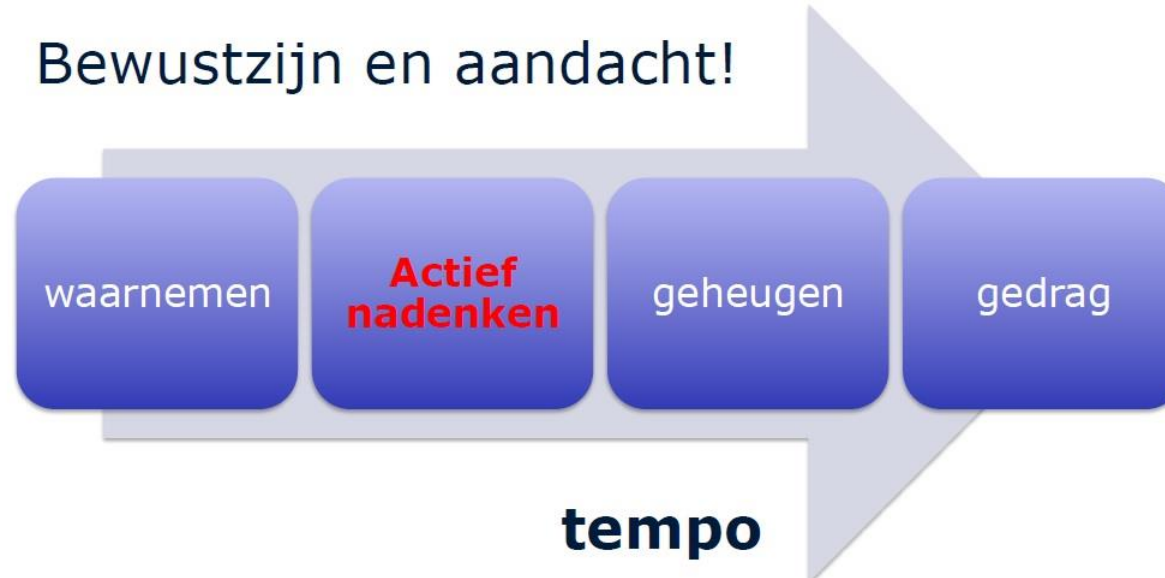 Bewustzijn en aandacht!
waarnemen
Actief
nadenken
geheugen
gedrag
tempo